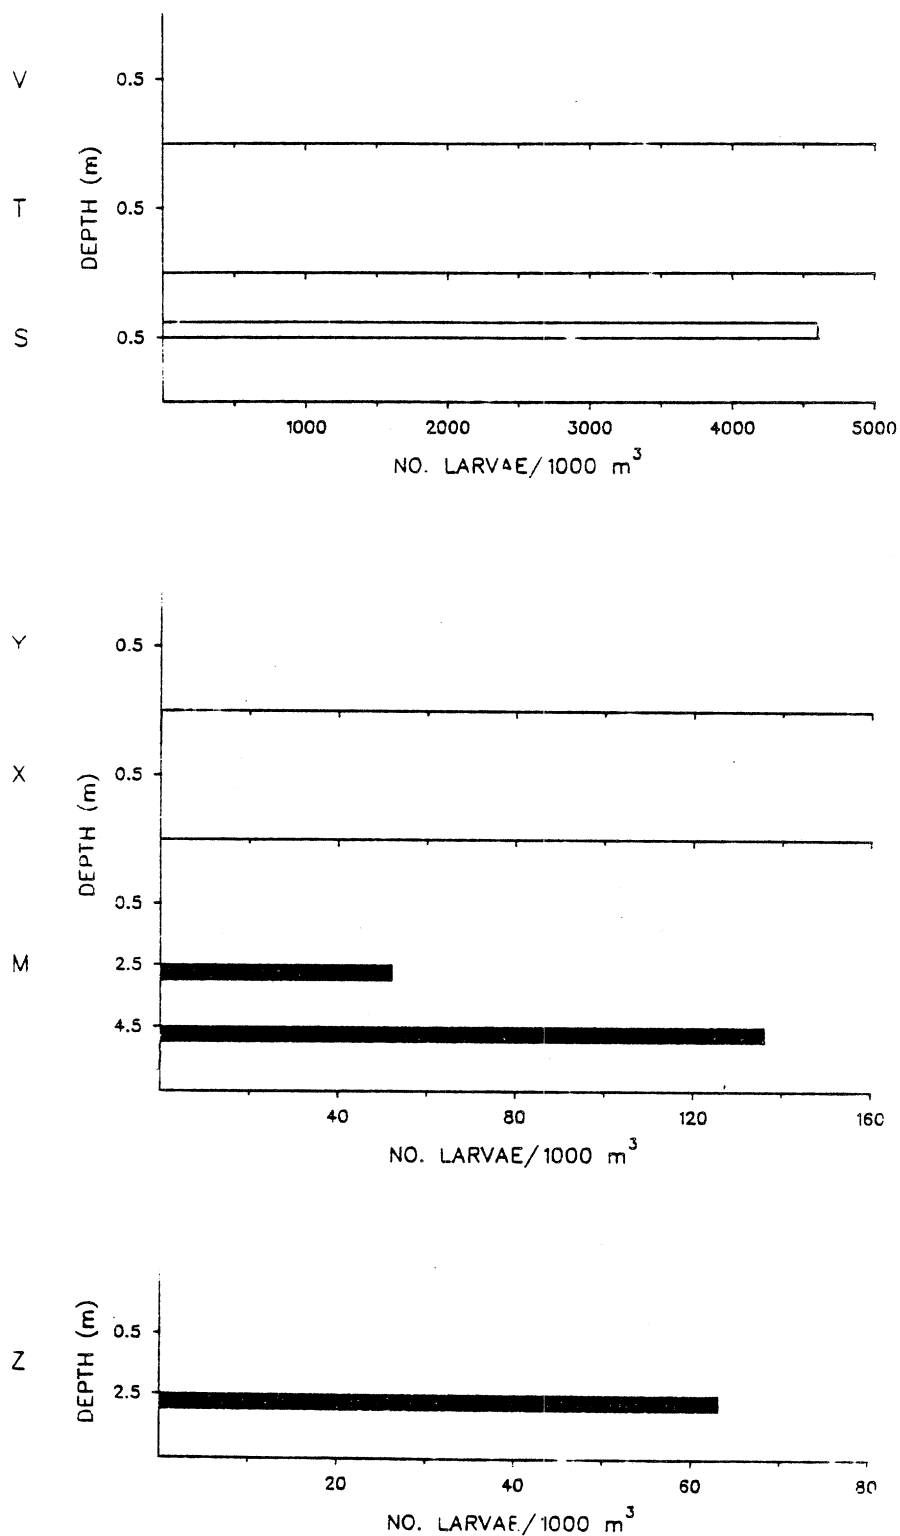 V 0.5
T 0.5
DEPTH (m)
S 0.5
1000 2000 3000 4000 5000
NO. LARVAE/1000 m³
Y 0.5
X 0.5
DEPTH (m)
0.5
M 2.5
4.5
40 80 120 160
NO. LARVAE/1000 m³
DEPTH (m)
0.5
Z
2.5
20 40 60 80
NO. LARVAE/1000 m³